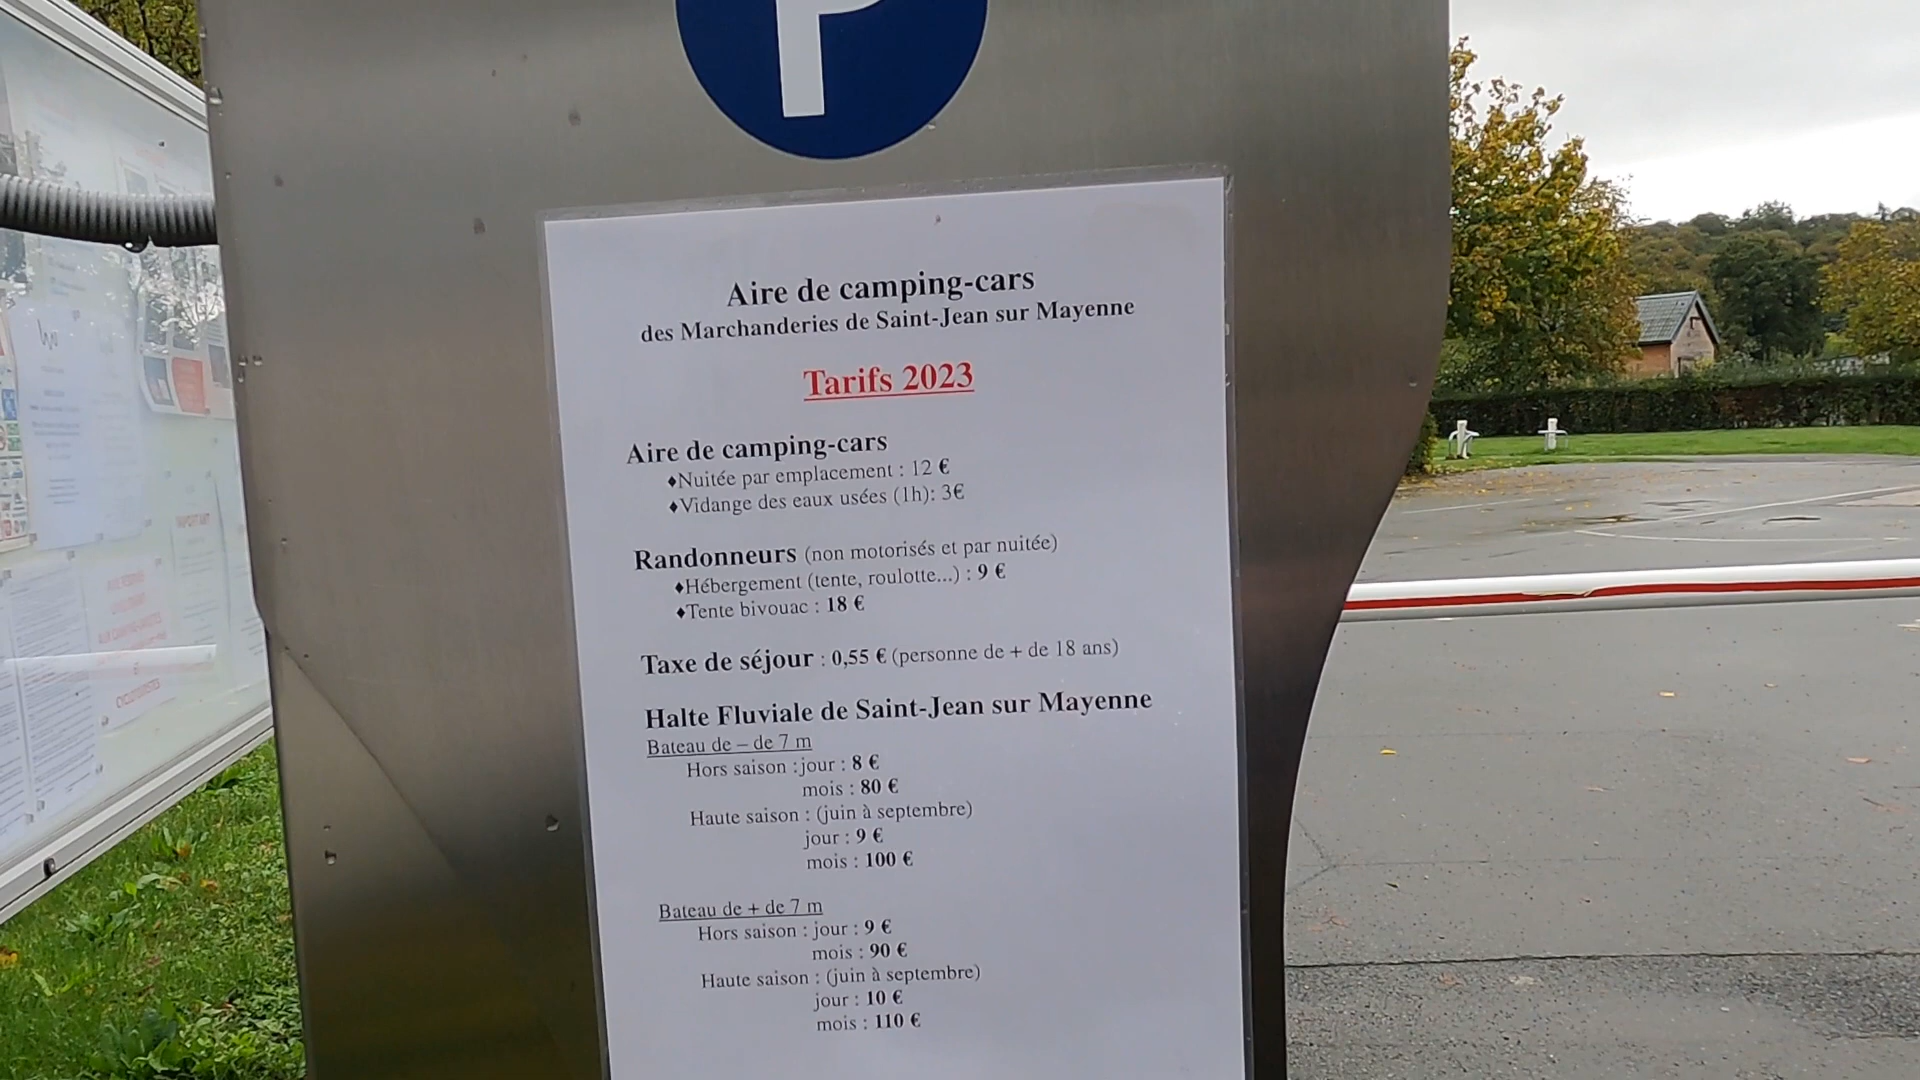 P
Aire de camping-cars
des Marchanderies de Saint-Jean sur Mayenne
Tarifs 2023
Aire de camping-cars
♦Nuitée par emplacement : 12 €
♦Vidange des eaux usées (1h): 3€
Randonneurs (non motorisés et par nuitée)
♦Hébergement (tente, roulotte...) : 9 €
♦Tente bivouac : 18 €
Taxe de séjour : 0,55 € (personne de + de 18 ans)
Halte Fluviale de Saint-Jean sur Mayenne
Bateau de – de 7 m
Hors saison :jour : 8 €
mois : 80 €
Haute saison : (juin à septembre)
jour : 9 €
mois : 100 €
Bateau de + de 7 m
Hors saison : jour : 9 €
mois : 90 €
Haute saison : (juin à septembre)
jour : 10 €
mois : 110 €
IMPORTANT
CYCLOTOURISTES